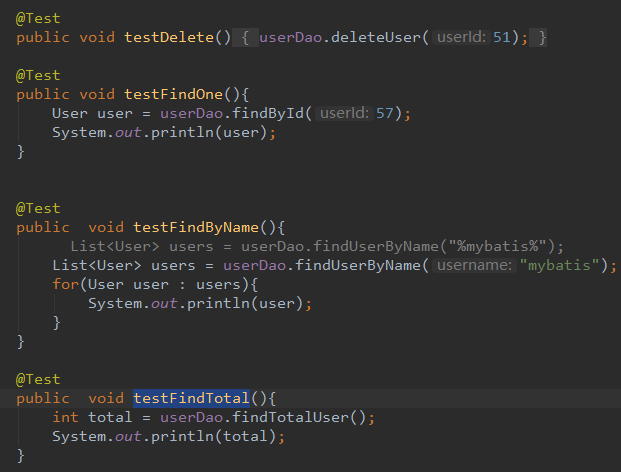 @Test
public void testDelete() { userDao.deleteUser( userId: 51); }
@Test
public void testFindOne(){
User user = userDao.findById( userId: 57);
System.out.println(user);
}
@Test
public  void testFindByName(){
List<User> users = userDao.findUserByName("%mybatis%");
List<User> users = userDao.findUserByName( username: "mybatis");
for(User user : users){
System.out.println(user);
}
}
@Test
public  void testFindTotal(){
int total = userDao.findTotalUser();
System.out.println(total);
}